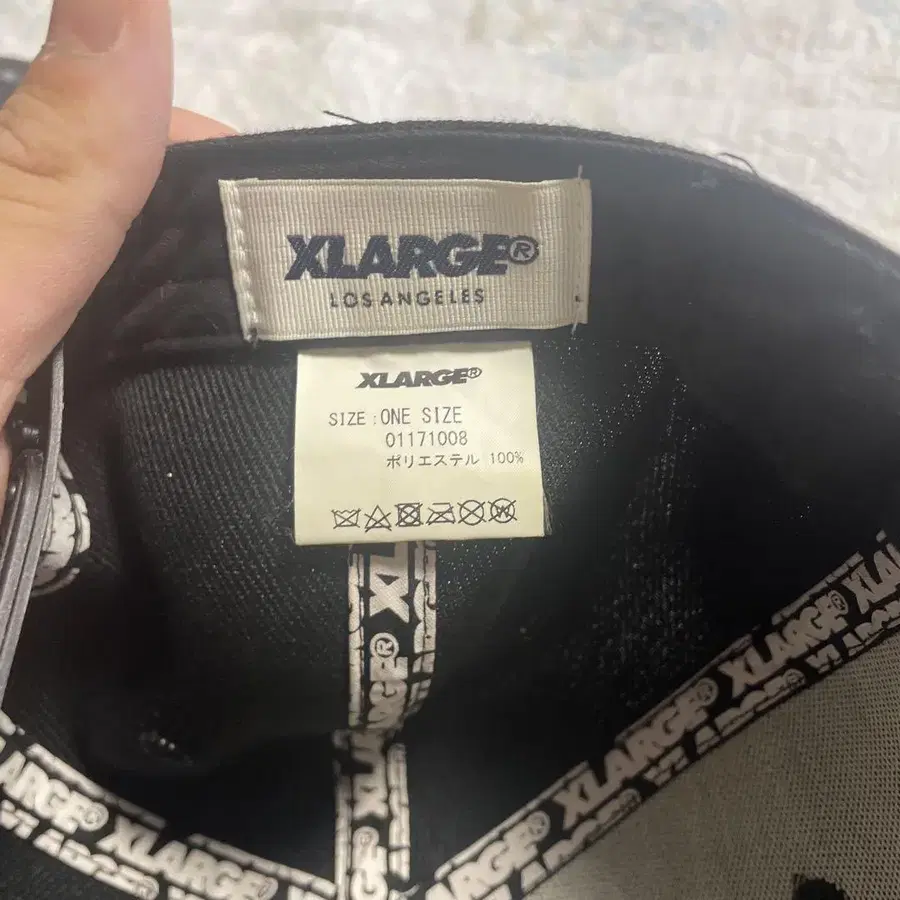 XLARGE®
LOS ANGELES
XLARGE®
SIZE:ONE SIZE
01171008
ポリエステル 100%
W
XLARGE®
XLARGE®
XLARGE®
XLARGE®
XLARGE®